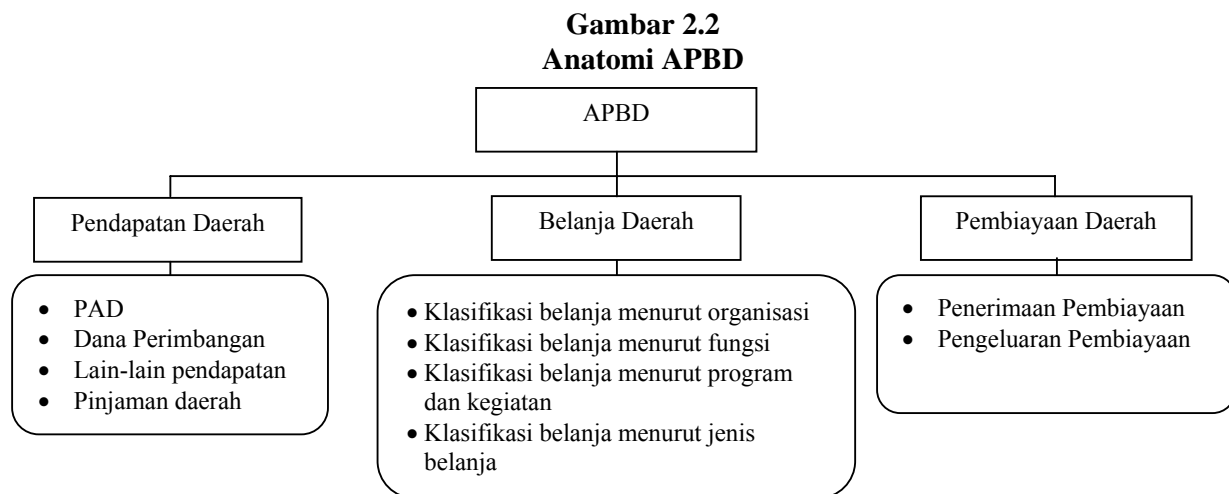 Gambar 2.2
Anatomi APBD
APBD
Pendapatan Daerah
Belanja Daerah
Pembiayaan Daerah
• PAD
• Dana Perimbangan
• Lain-lain pendapatan
• Pinjaman daerah
• Klasifikasi belanja menurut organisasi
• Klasifikasi belanja menurut fungsi
• Klasifikasi belanja menurut program
dan kegiatan
• Klasifikasi belanja menurut jenis
belanja
• Penerimaan Pembiayaan
• Pengeluaran Pembiayaan